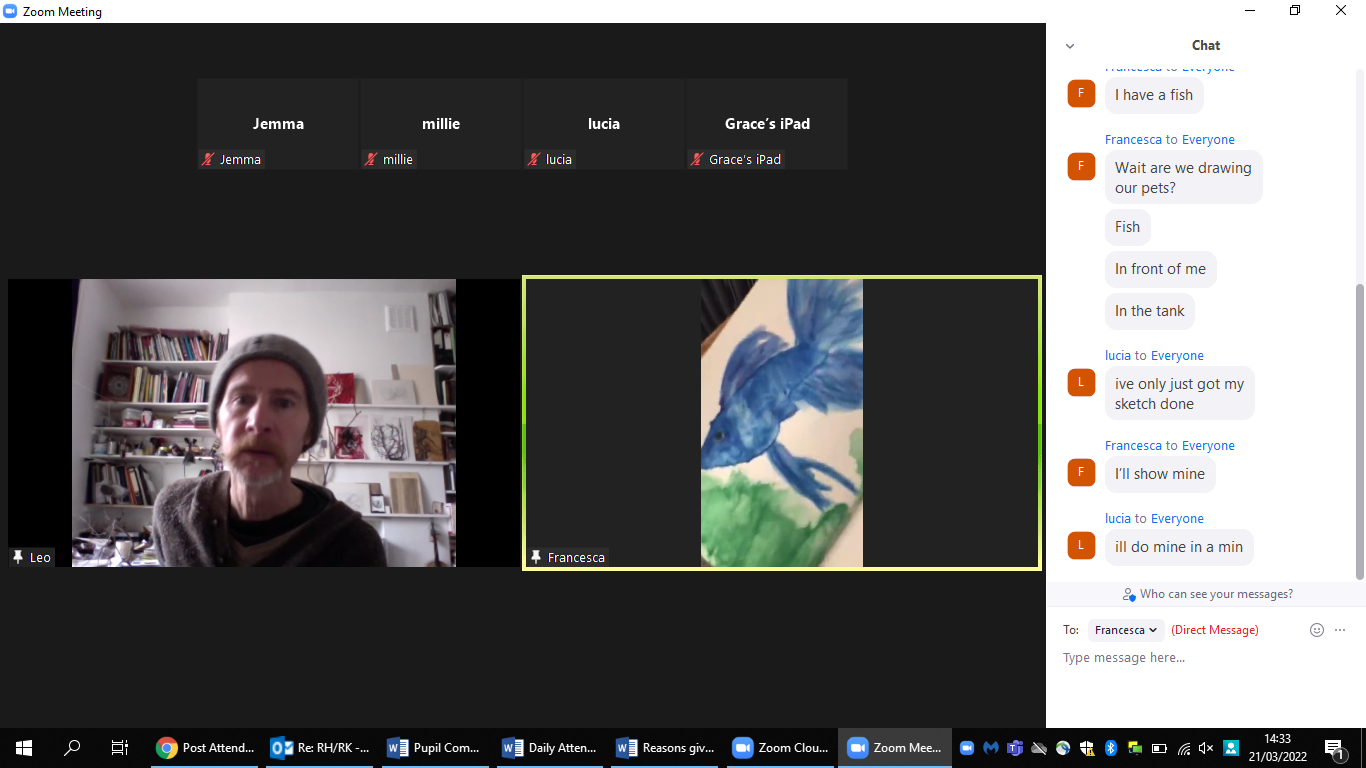 Zoom Meeting
Jemma
millie
lucia
Grace's iPad
Jemma
millie
lucia
Grace's iPad
Leo
Francesca
Chat
Francesca to Everyone
F
I have a fish
Francesca to Everyone
F
Wait are we drawing
our pets?
Fish
In front of me
In the tank
lucia to Everyone
L
ive only just got my
sketch done
Francesca to Everyone
F
I'll show mine
lucia to Everyone
L
ill do mine in a min
Who can see your messages?
To: Francesca (Direct Message)
Type message here...
Post Attend...
Re: RH/RK -...
Pupil Com...
Daily Atten...
Reasons giv...
Zoom Clou...
Zoom Mee...
14:33
21/03/2022
1